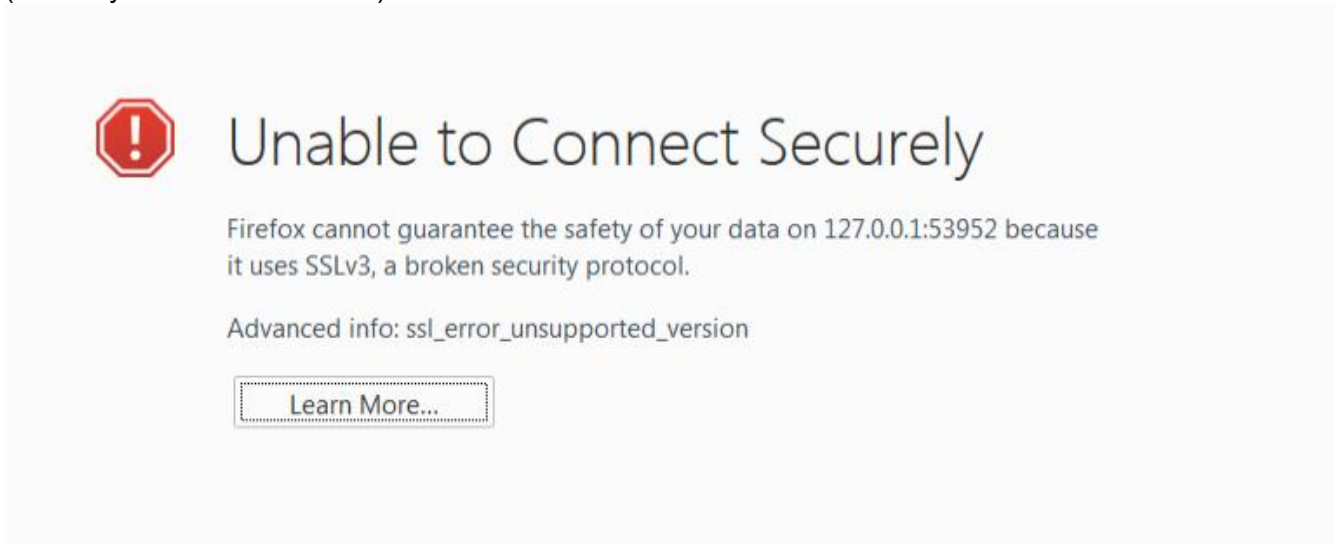 Unable to Connect Securely
Firefox cannot guarantee the safety of your data on 127.0.0.1:53952 because
it uses SSLv3, a broken security protocol.
Advanced info: ssl_error_unsupported_version
Learn More...